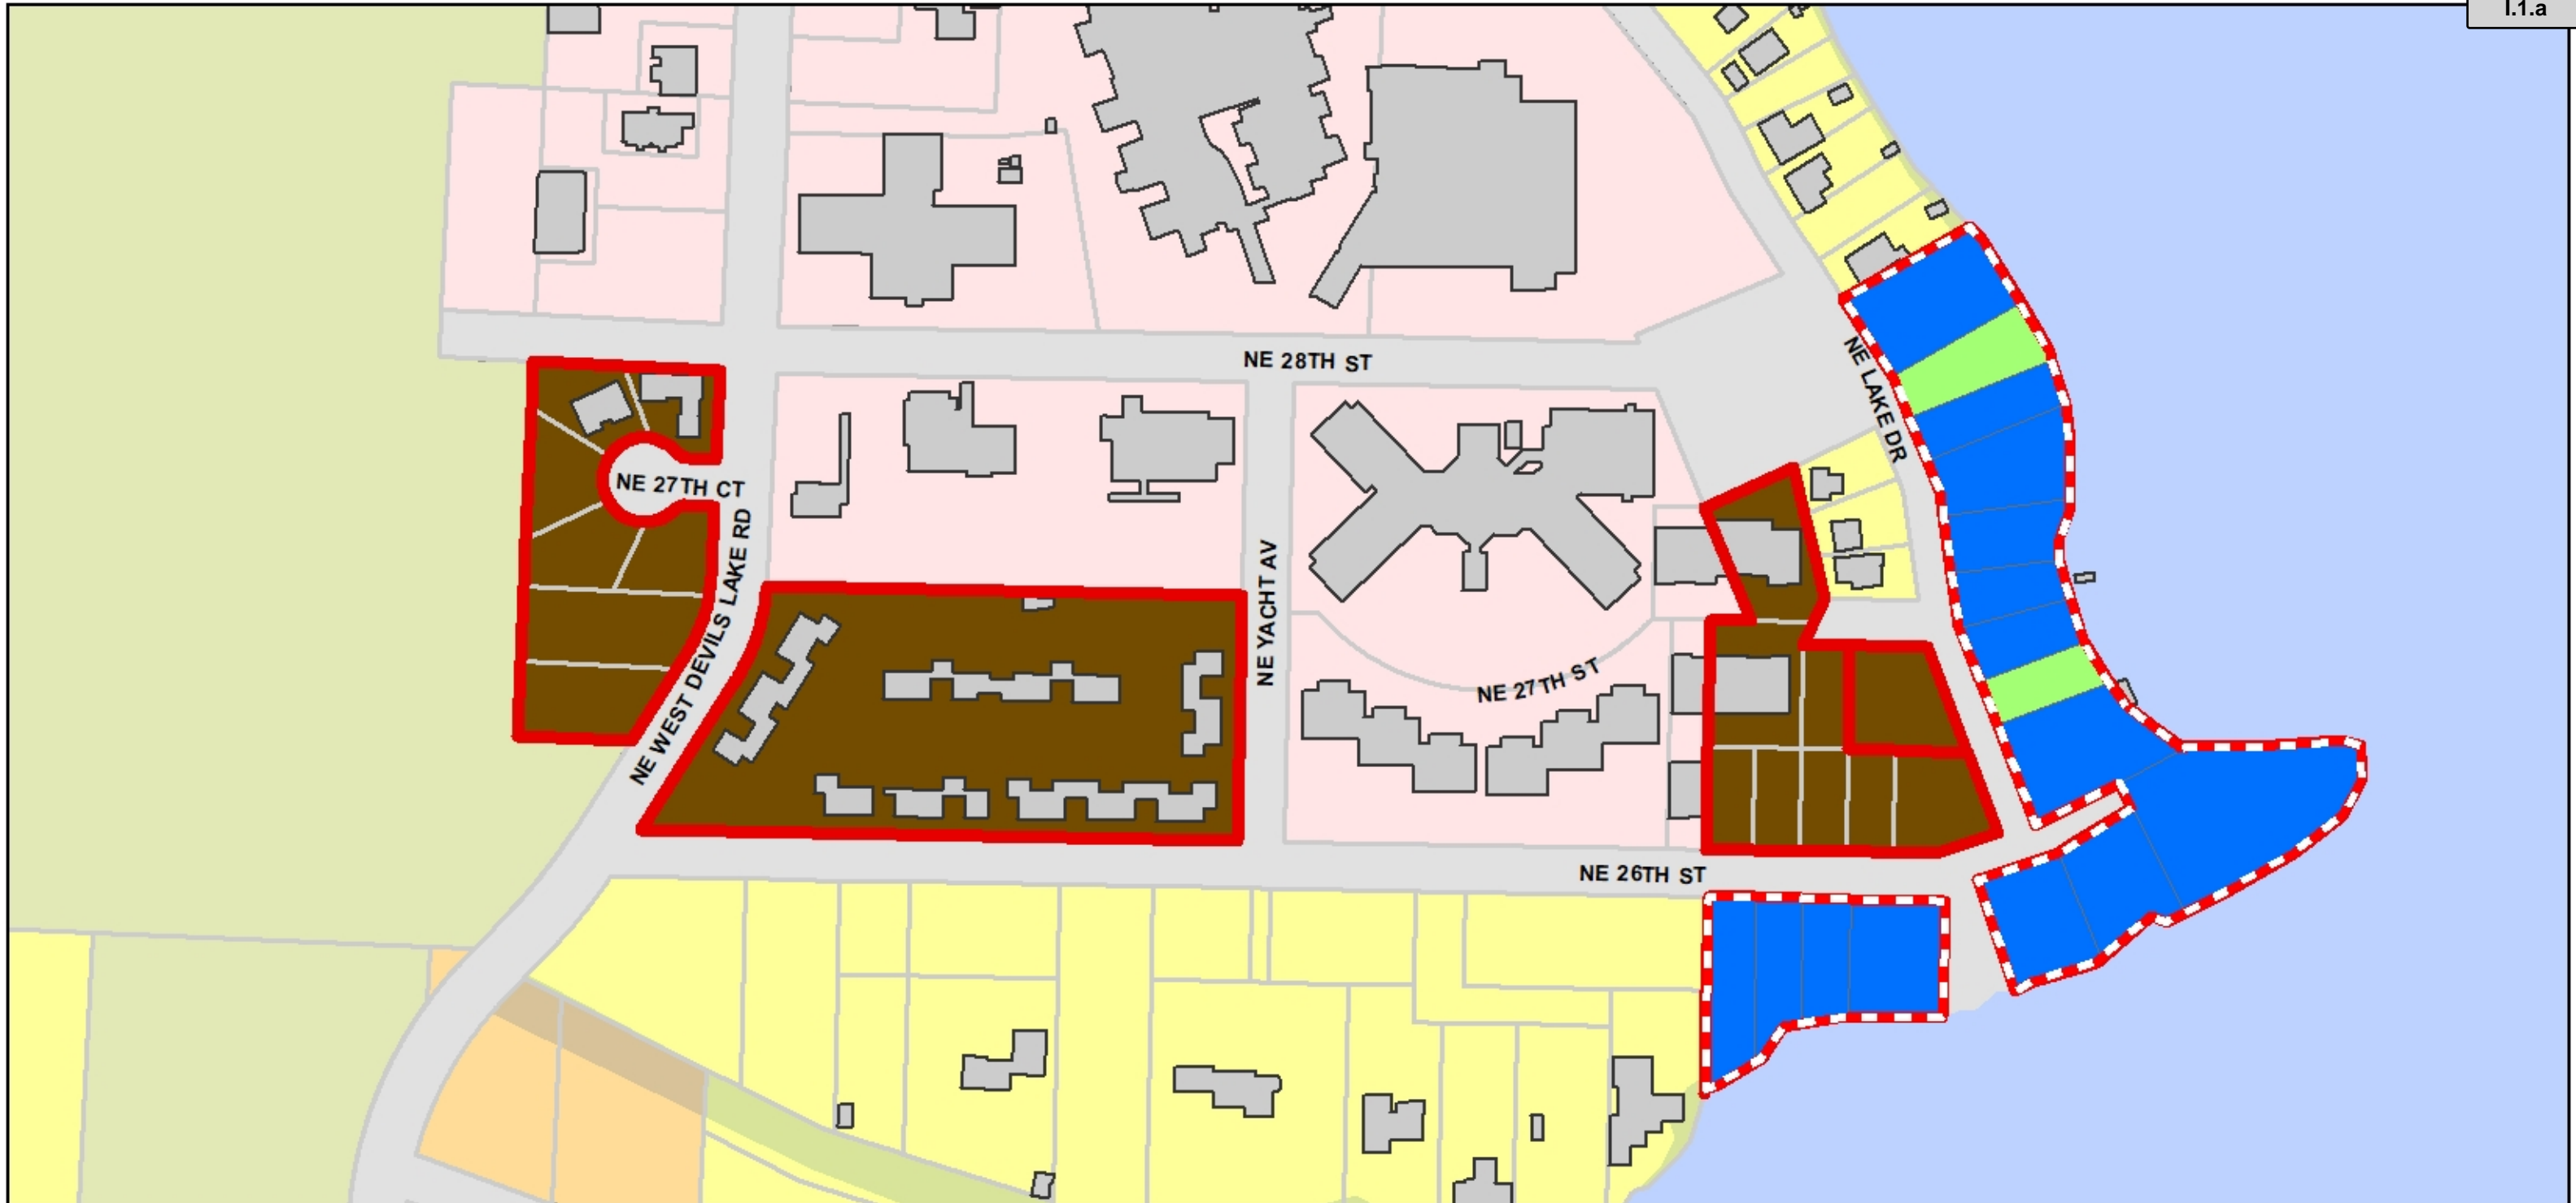 I.1.a
NE 28TH ST
NE LAKE DR
NE 27TH CT
NE WEST DEVILS LAKE RD
NE YACHT AV
NE 27TH ST
NE 26TH ST